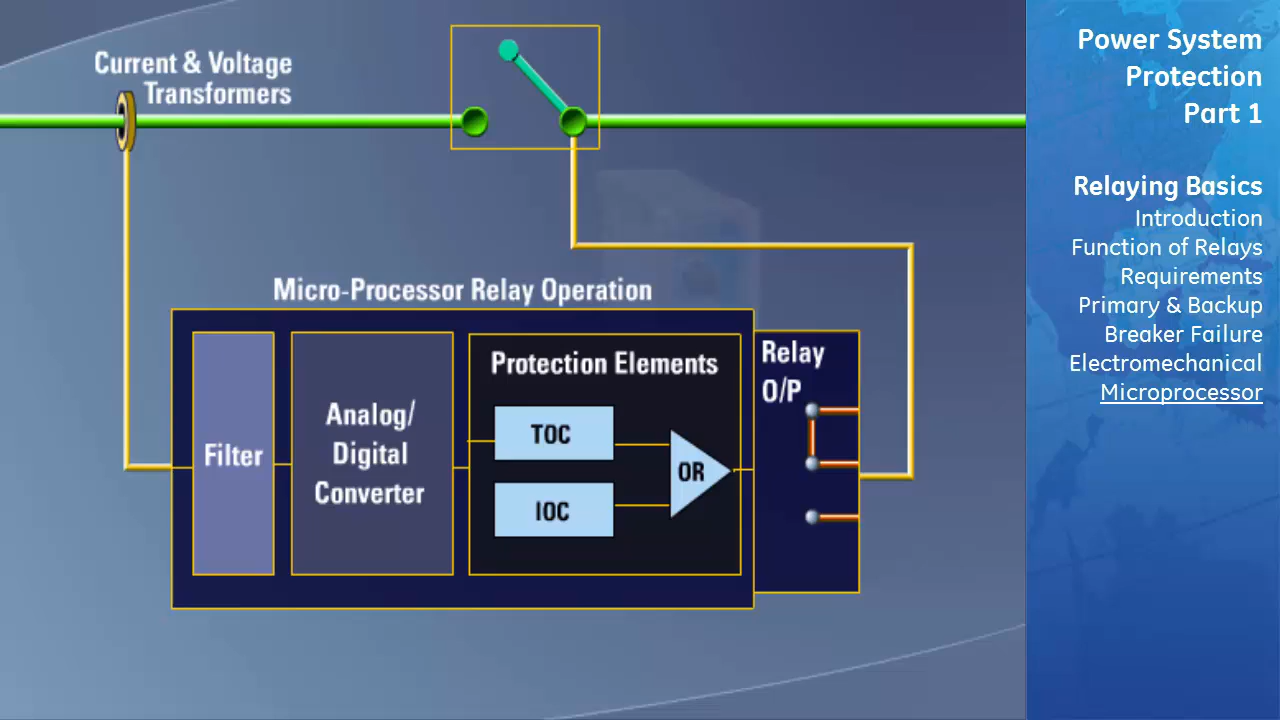 Current & Voltage
Transformers
Micro-Processor Relay Operation
Filter
Analog/
Digital
Converter
Protection Elements
TOC
IOC
OR
Relay
O/P
Power System
Protection
Part 1
Relaying Basics
Introduction
Function of Relays
Requirements
Primary & Backup
Breaker Failure
Electromechanical
Microprocessor